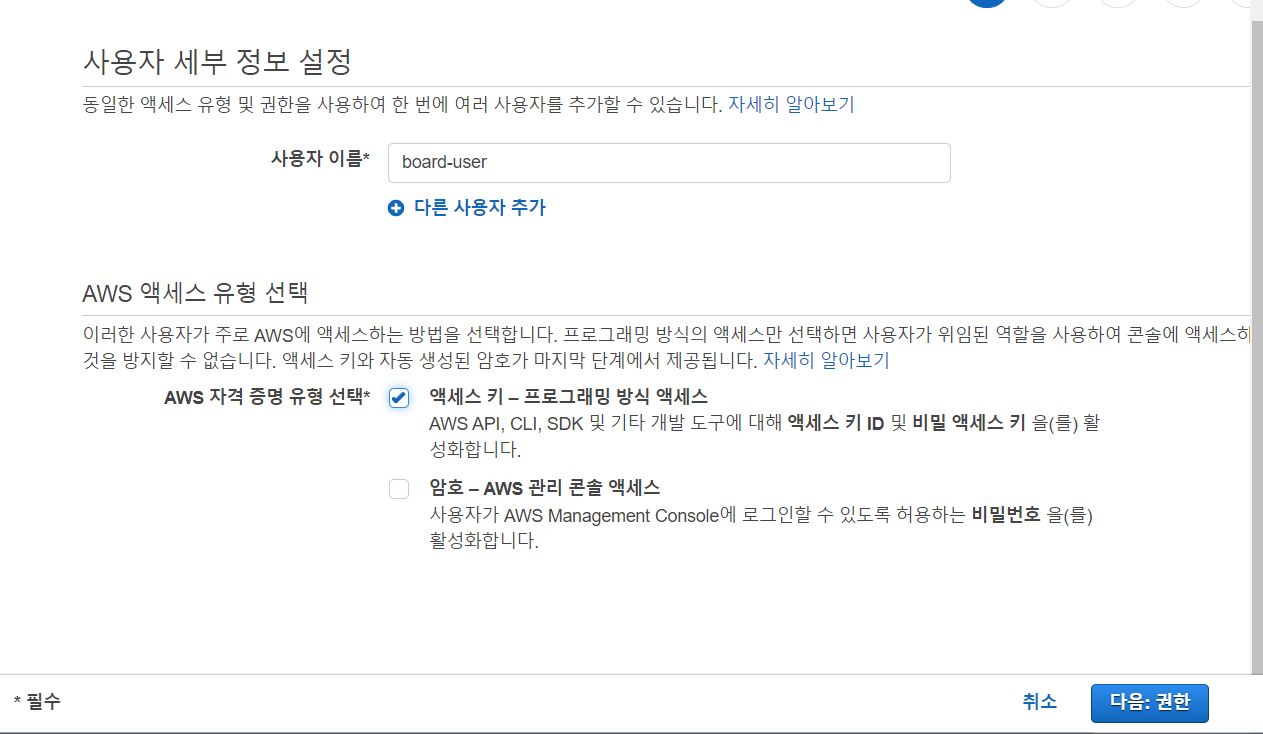 사용자 세부 정보 설정
동일한 액세스 유형 및 권한을 사용하여 한 번에 여러 사용자를 추가할 수 있습니다. 자세히 알아보기
사용자 이름* board-user
다른 사용자 추가
AWS 액세스 유형 선택
이러한 사용자가 주로 AWS에 액세스하는 방법을 선택합니다. 프로그래밍 방식의 액세스만 선택하면 사용자가 위임된 역할을 사용하여 콘솔에 액세스하
것을 방지할 수 없습니다. 액세스 키와 자동 생성된 암호가 마지막 단계에서 제공됩니다. 자세히 알아보기
AWS 자격 증명 유형 선택* 액세스 키 – 프로그래밍 방식 액세스
AWS API, CLI, SDK 및 기타 개발 도구에 대해 액세스 키 ID 및 비밀 액세스 키 을(를) 활
성화합니다.
암호 – AWS 관리 콘솔 액세스
사용자가 AWS Management Console에 로그인할 수 있도록 허용하는 비밀번호 을(를)
활성화합니다.
* 필수
취소
다음: 권한